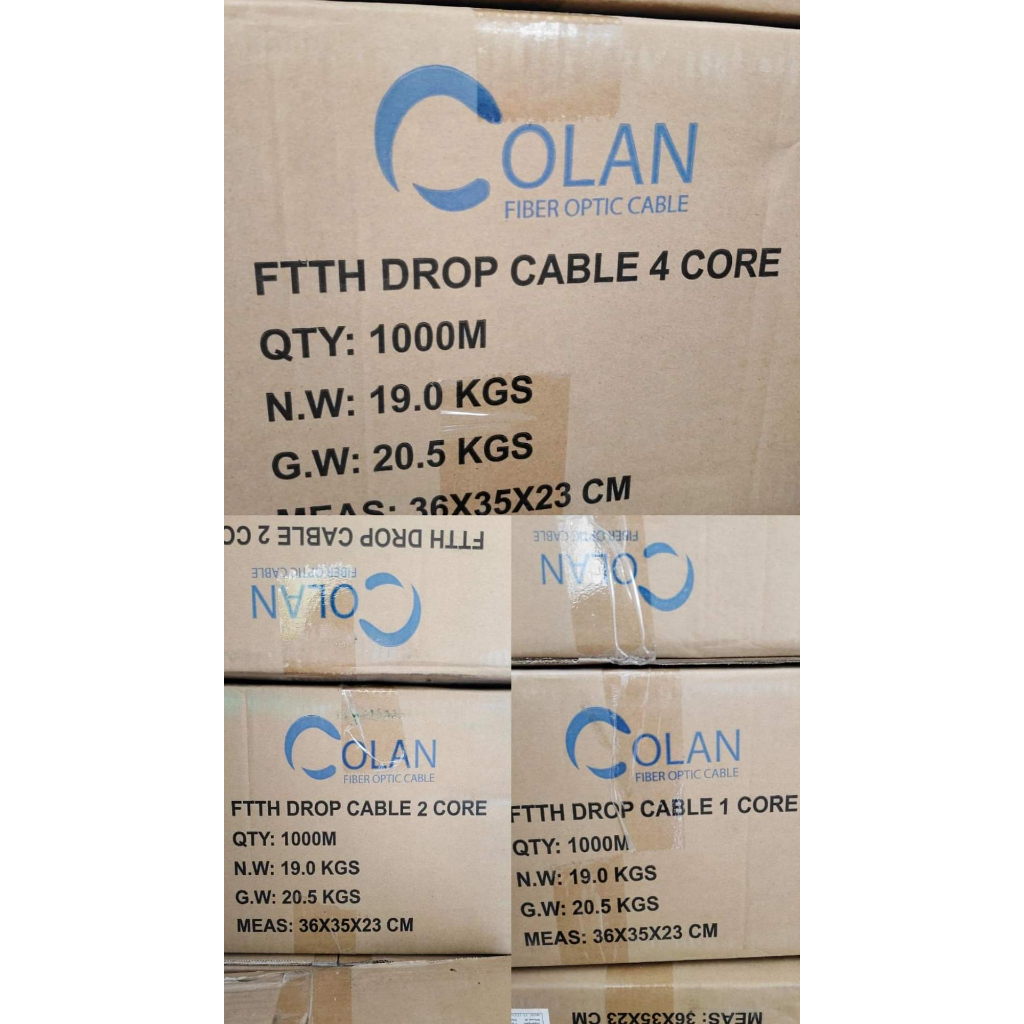 COLAN
FIBER OPTIC CABLE
FTTH DROP CABLE 4 CORE
QTY: 1000M
N.W: 19.0 KGS
G.W: 20.5 KGS
MEAS: 36X35X23 CM
FTTH DROP CABLE 2 CO
FIBER OPTIC CABLE
COLAN
COLAN
FIBER OPTIC CABLE
FTTH DROP CABLE 2 CORE
QTY: 1000M
N.W: 19.0 KGS
G.W: 20.5 KGS
MEAS: 36X35X23 CM
FIBER OPTIC CABLE
COLAN
COLAN
FIBER OPTIC CABLE
FTTH DROP CABLE 1 CORE
QTY: 1000M
N.W: 19.0 KGS
G.W: 20.5 KGS
MEAS: 36X35X23 CM
MEAS: 36X35X23 CM